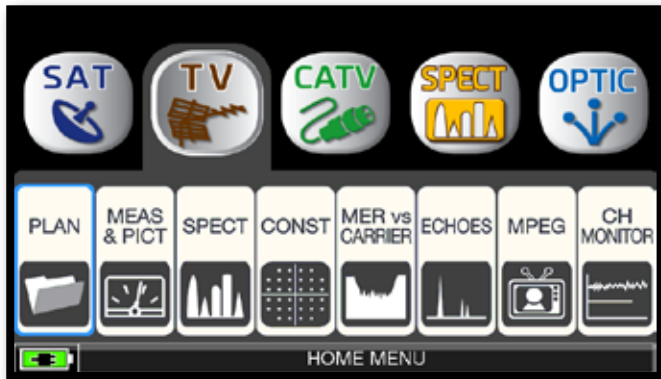 SAT
TV
CATV
SPECT
OPTIC
PLAN
MEAS
& PICT
SPECT
CONST
MER vs
CARRIER
ECHOES
MPEG
CH
MONITOR
HOME MENU